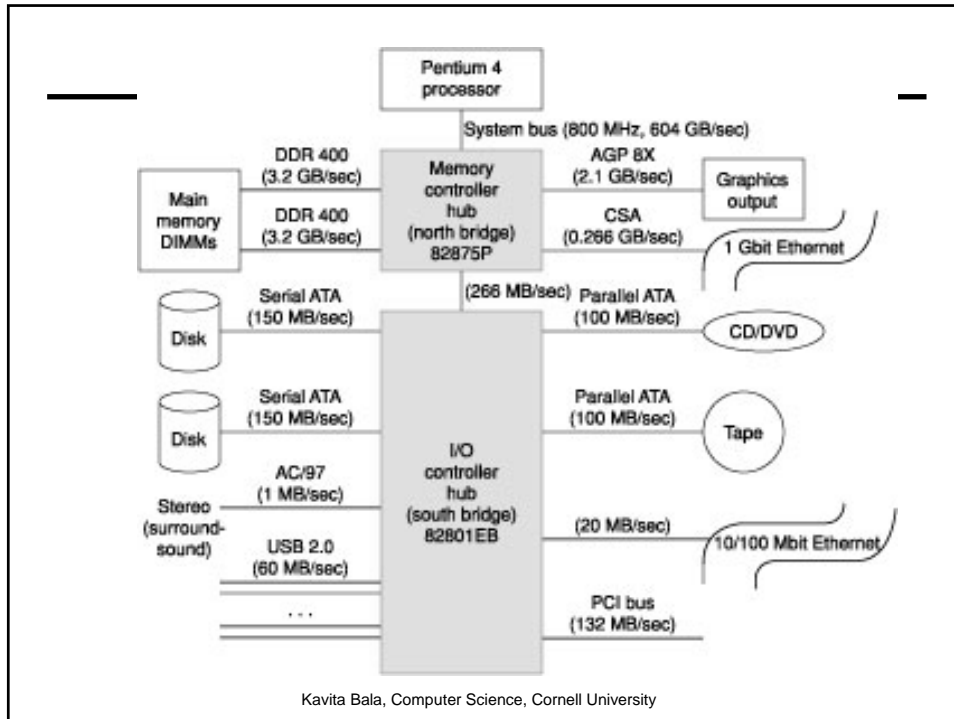 Pentium 4
processor
System bus (800 MHz, 604 GB/sec)
DDR 400
(3.2 GB/sec)
AGP 8X
(2.1 GB/sec)
Main
memory
DIMMs
Memory
controller
hub
(north bridge)
82875P
Graphics
output
DDR 400
(3.2 GB/sec)
CSA
(0.266 GB/sec)
1 Gbit Ethernet
(266 MB/sec)
Serial ATA
(150 MB/sec)
Parallel ATA
(100 MB/sec)
Disk
CD/DVD
Serial ATA
(150 MB/sec)
Parallel ATA
(100 MB/sec)
Disk
Tape
I/O
controller
hub
(south bridge)
82801EB
AC/97
(1 MB/sec)
Stereo
(surround-
sound)
USB 2.0
(60 MB/sec)
. . .
(20 MB/sec)
10/100 Mbit Ethernet
PCI bus
(132 MB/sec)
Kavita Bala, Computer Science, Cornell University